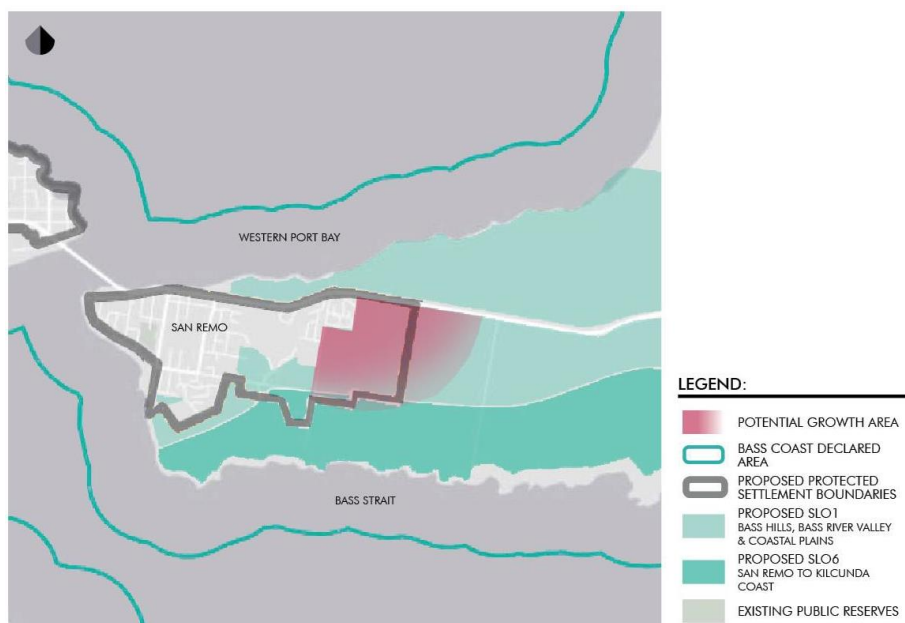 WESTERN PORT BAY
SAN REMO
BASS STRAIT
LEGEND:
POTENTIAL GROWTH AREA
BASS COAST DECLARED
AREA
PROPOSED PROTECTED
SETTLEMENT BOUNDARIES
PROPOSED SLO1
BASS HILLS, BASS RIVER VALLEY
& COASTAL PLAINS
PROPOSED SLO6
SAN REMO TO KILCUNDA
COAST
EXISTING PUBLIC RESERVES